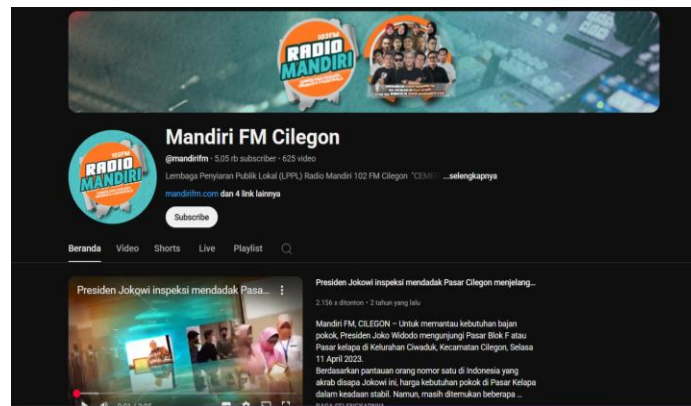 102FM
RADIO
MANDIRI
Mandiri FM Cilegon
@mandirifm · 5,05 rb subscriber · 625 video
Lembaga Penyiaran Publik Lokal (LPPL) Radio Mandiri 102 FM Cilegon "CEME ...selengkapnya
mandirifm.com dan 4 link lainnya
RADIO
MANDIRI
Subscribe
Beranda Video Shorts Live Playlist
Presiden Jokowi inspeksi mendadak Pasa...
Presiden Jokowi inspeksi mendadak Pasar Cilegon menjelang...
2.156 x ditonton · 2 tahun yang lalu
Mandiri FM, CILEGON – Untuk memantau kebutuhan bajan
pokok, Presiden Joko Widodo mengunjungi Pasar Blok F atau
Pasar kelapa di Kelurahan Ciwaduk, Kecamatan Cilegon, Selasa
11 April 2023.
Berdasarkan pantauan orang nomor satu di Indonesia yang
akrab disapa Jokowi ini, harga kebutuhan pokok di Pasar Kelapa
dalam keadaan stabil. Namun, masih ditemukan beberapa ...